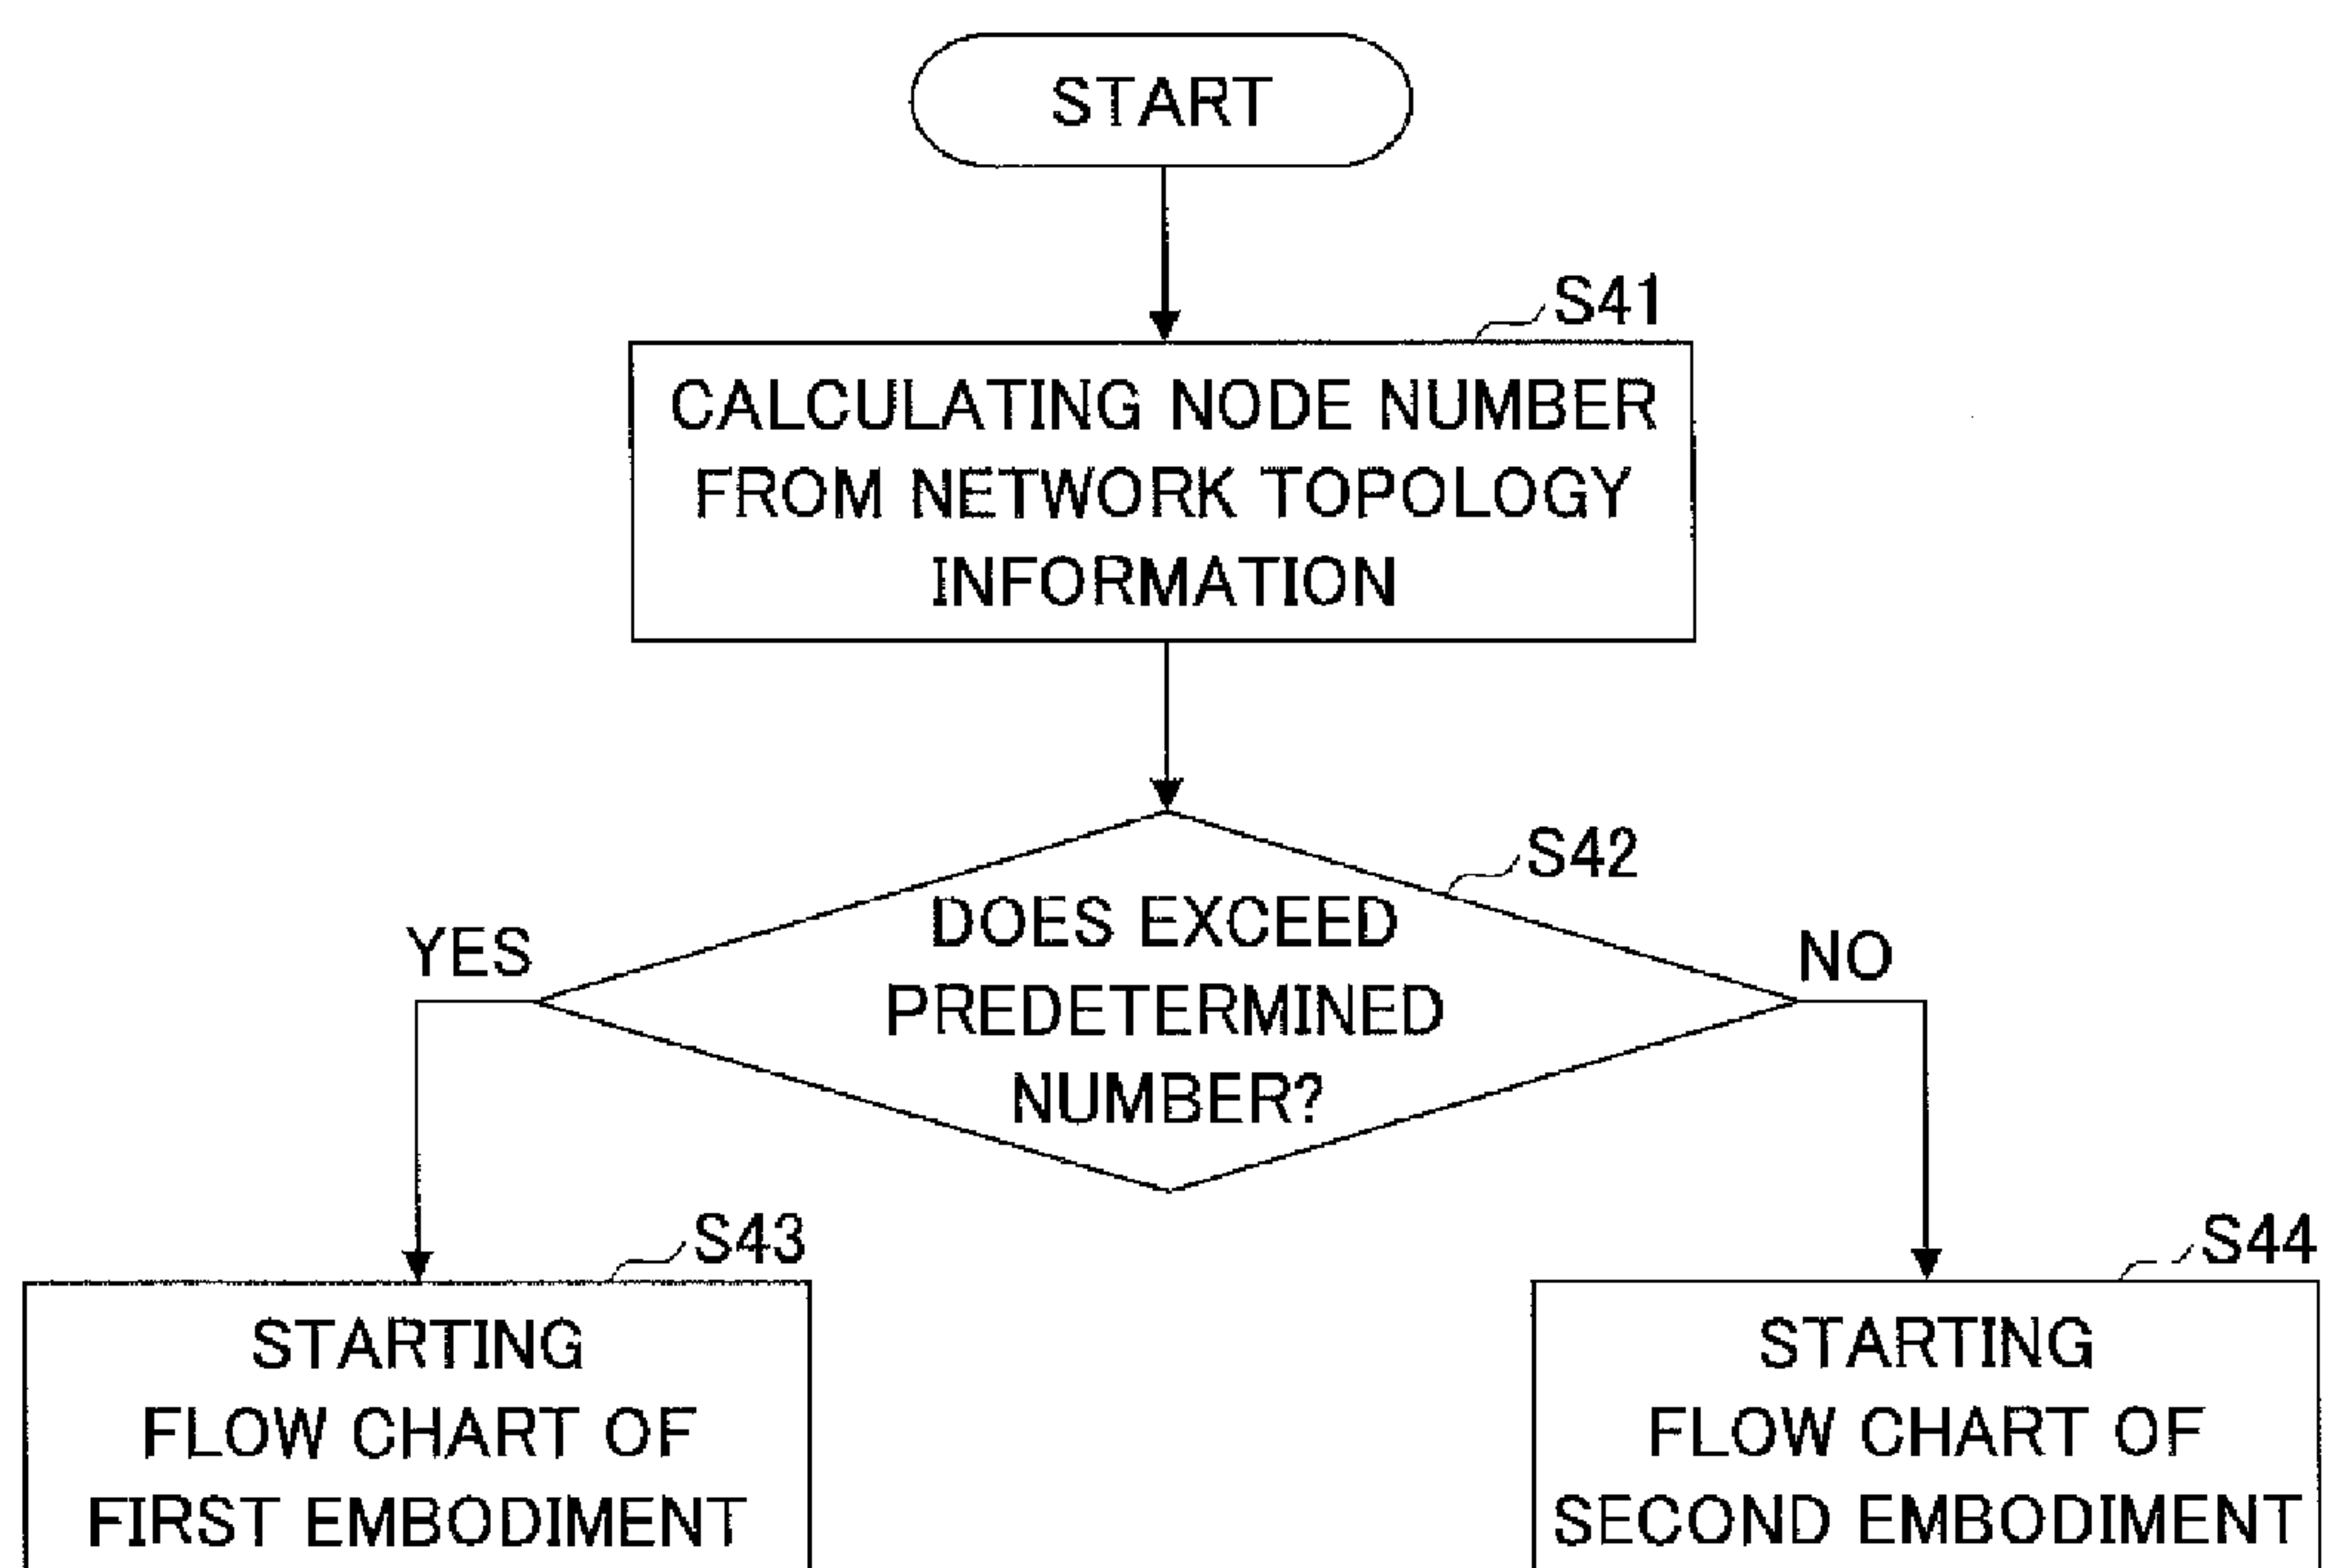 START
S41
CALCULATING NODE NUMBER
FROM NETWORK TOPOLOGY
INFORMATION
S42
DOES EXCEED
PREDETERMINED
NUMBER?
YES
NO
S43
STARTING
FLOW CHART OF
FIRST EMBODIMENT
S44
STARTING
FLOW CHART OF
SECOND EMBODIMENT